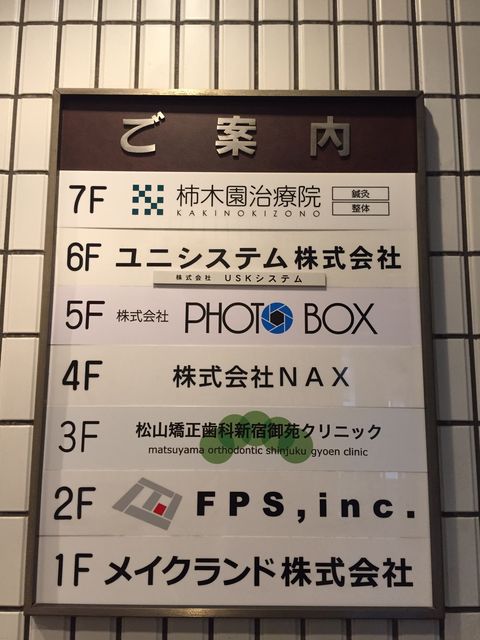 ご案内
7F 柿木園治療院 鍼灸
KAKINOKIZONO 整体
6F ユニシステム株式会社
株式会社 USKシステム
5F 株式会社 PHOTO BOX
4F 株式会社NAX
3F 松山矯正歯科新宿御苑クリニック
matsuyama orthodontic shinjuku gyoen clinic
2F FPS,inc.
1F メイクランド株式会社